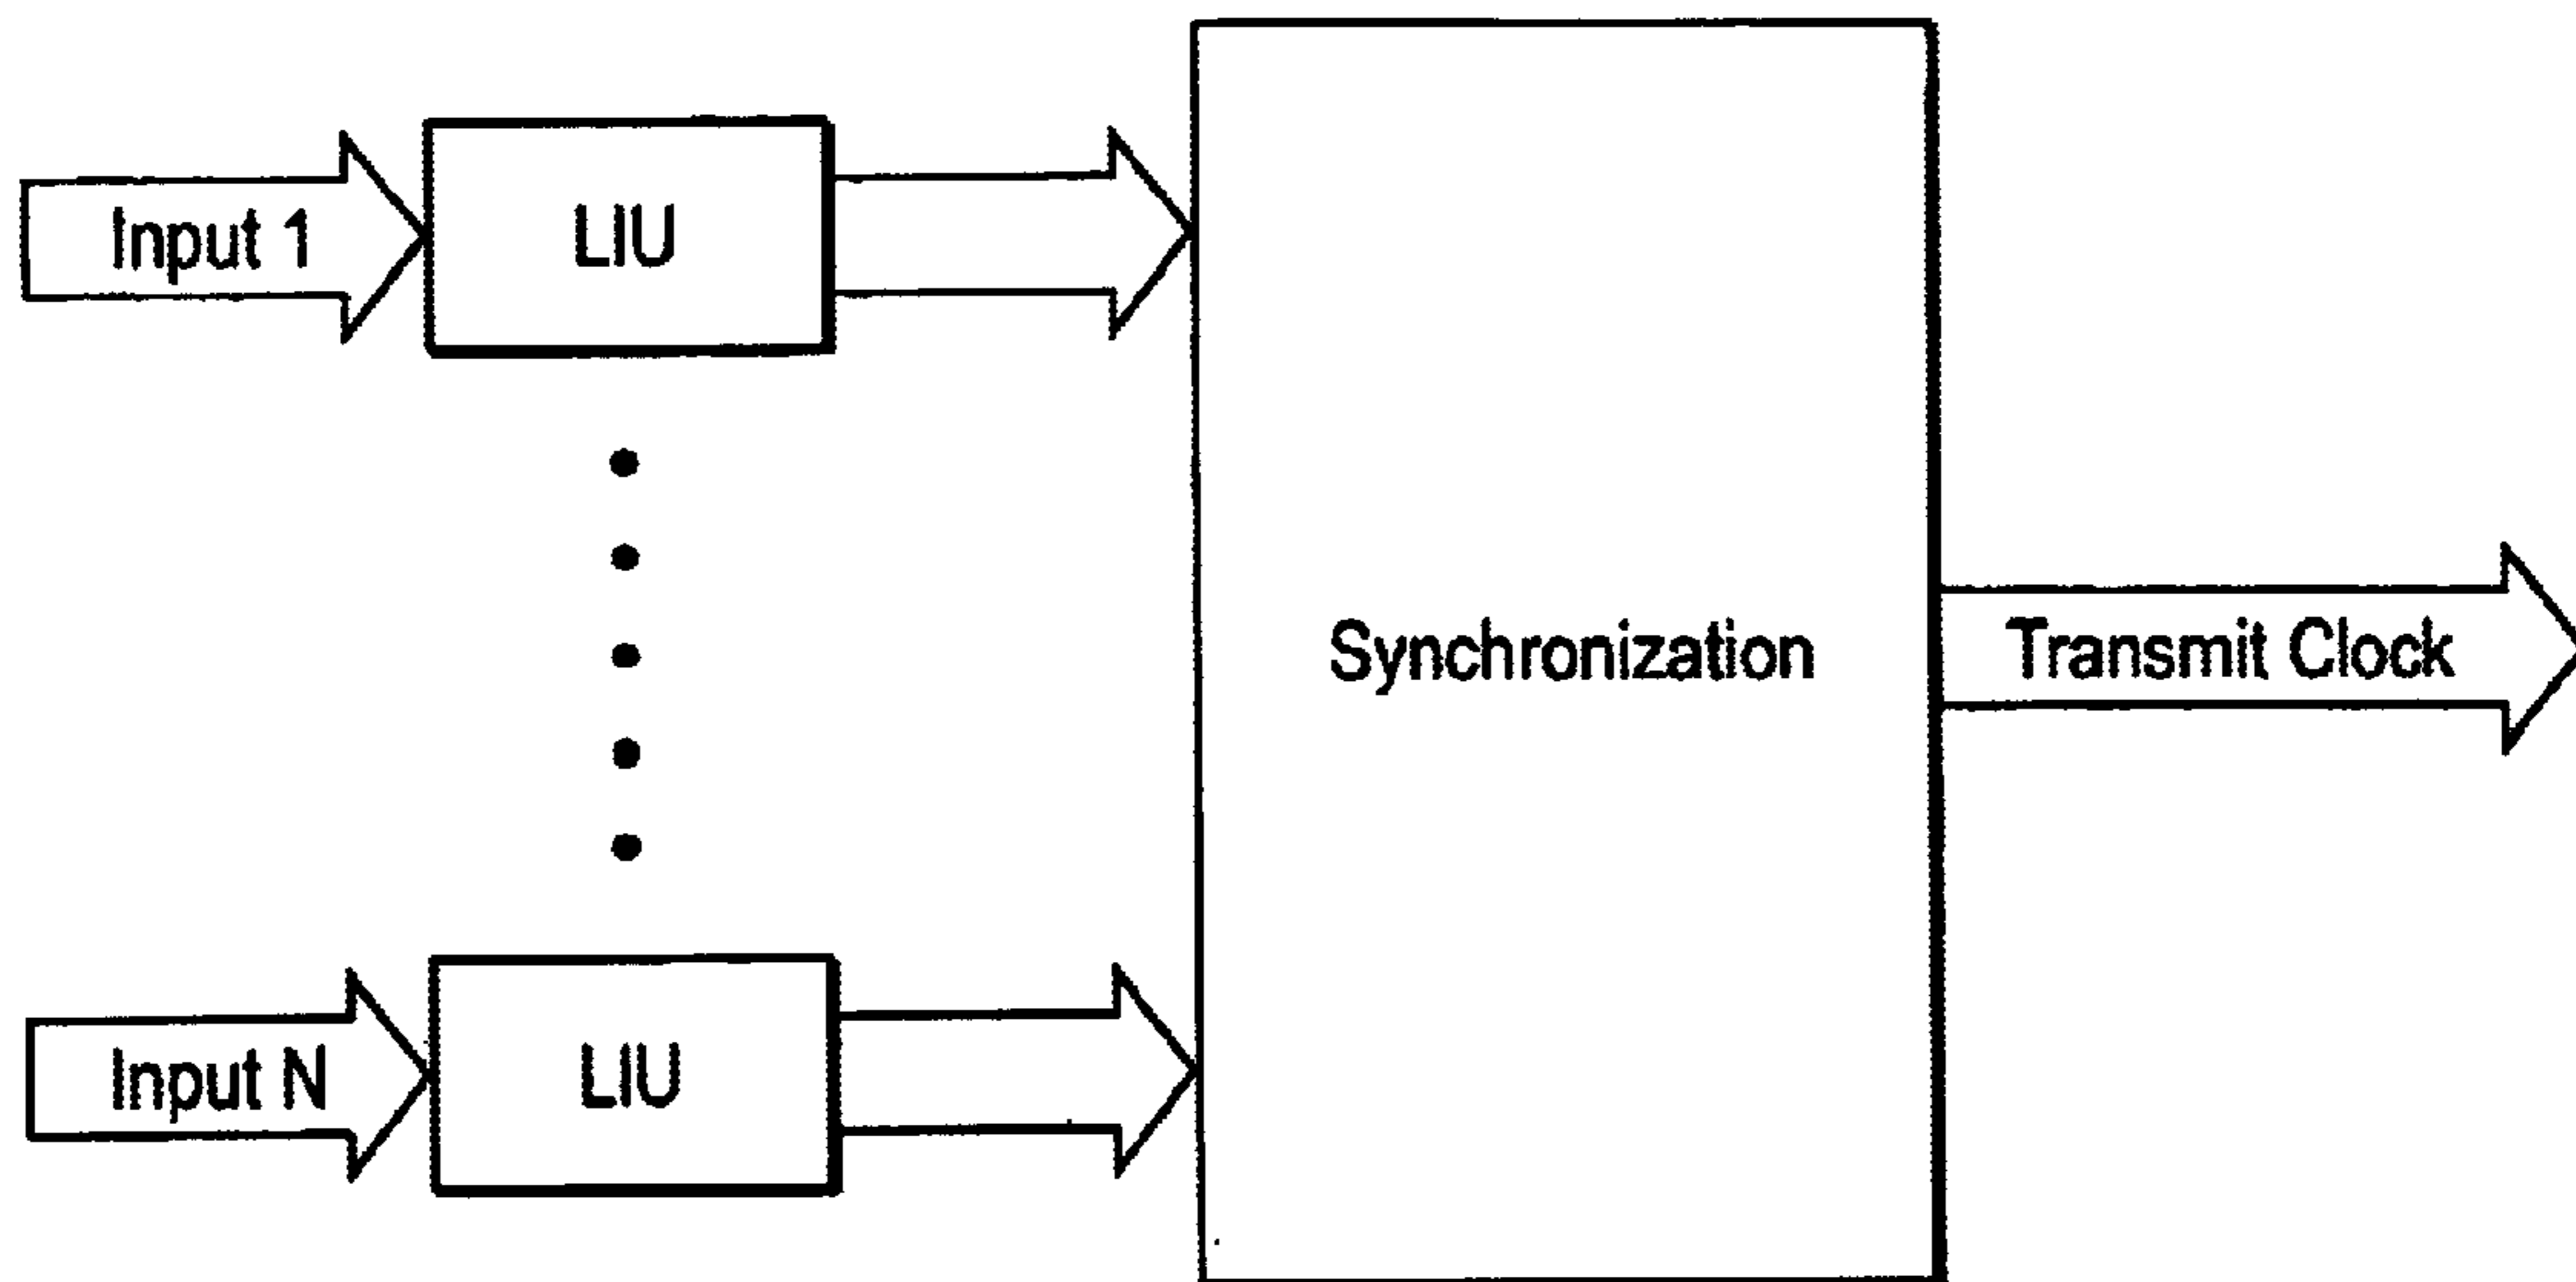 Input 1
LIU
Synchronization
Transmit Clock
Input N
LIU